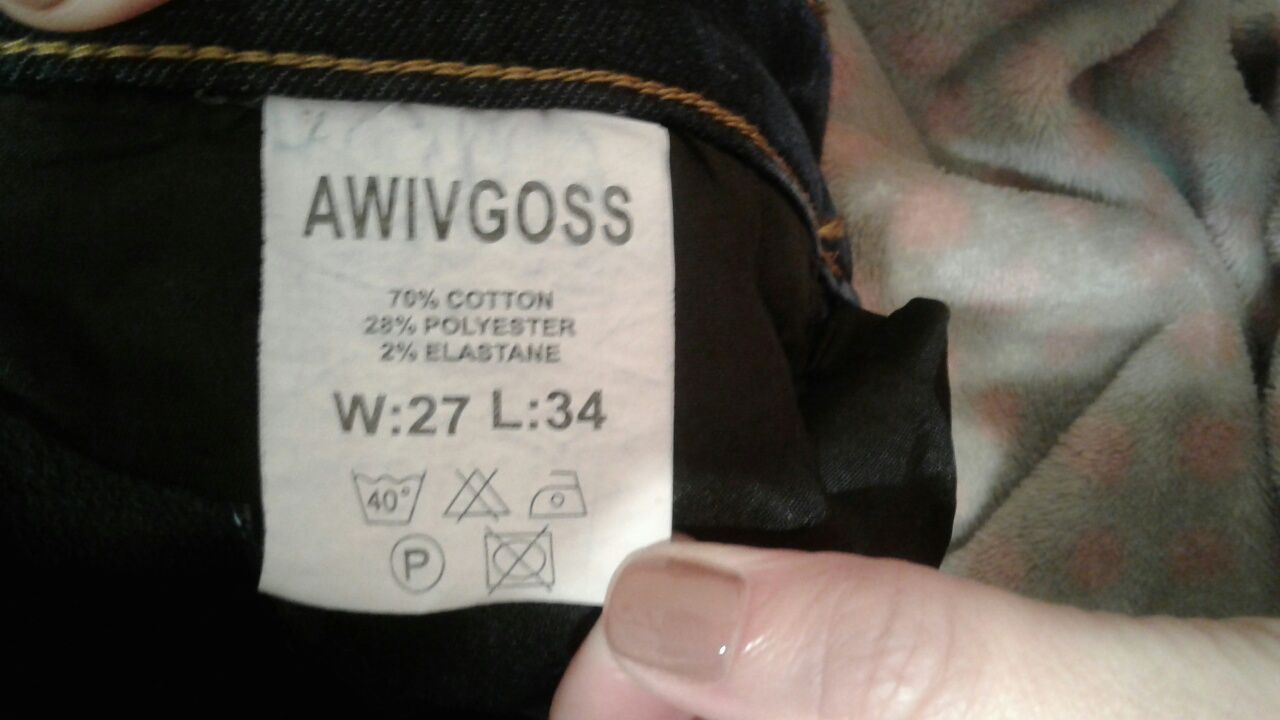 AWIVGOSS
70% COTTON
28% POLYESTER
2% ELASTANE
W:27 L:34
40°
P